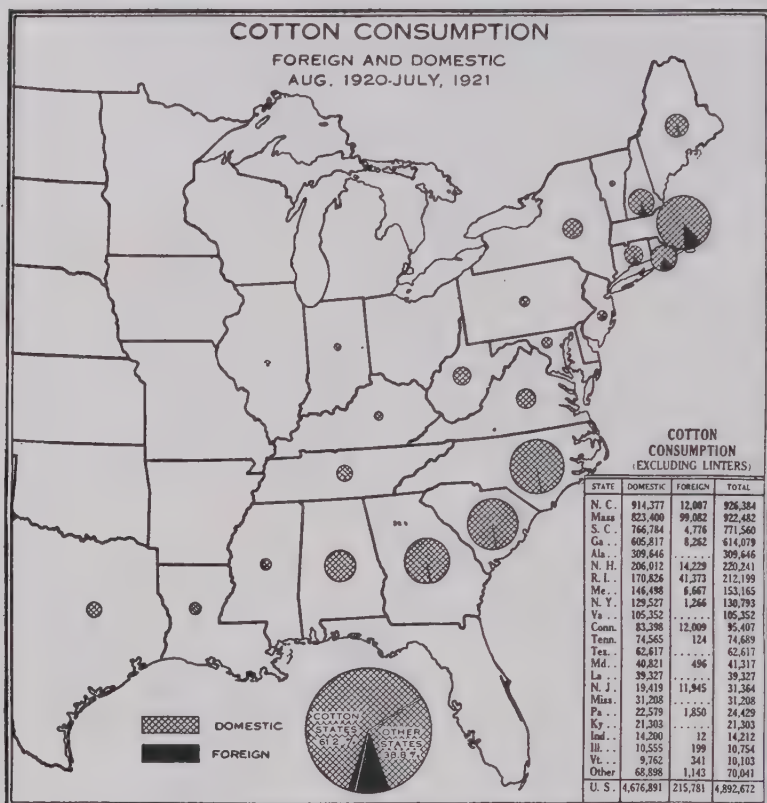 COTTON CONSUMPTION
FOREIGN AND DOMESTIC
AUG. 1920-JULY, 1921
COTTON
CONSUMPTION
(EXCLUDING LINTERS)
STATE DOMESTIC FOREIGN TOTAL
N. C. 914,377 12,007 926,384
Mass 823,400 99,082 922,482
S. C. 766,784 4,776 771,560
Ga . . 605,817 8,262 614,079
Ala . . 309,646 . . . . . . 309,646
N. H. 206,012 14,229 220,241
R. I. . 170,826 41,373 212,199
Me . . 146,498 6,667 153,165
N. Y. 129,527 1,266 130,793
Va . . 105,352 . . . . . . 105,352
Conn. 83,398 12,009 95,407
Tenn. 74,565 124 74,689
Tex. . 62,617 . . . . . . 62,617
Md. . 40,821 496 41,317
La . . 39,327 . . . . . . 39,327
N. J. 19,419 11,945 31,364
Miss. 31,208 . . . . . . 31,208
Pa . . 22,579 1,850 24,429
Ky . . 21,303 . . . . . . 21,303
Ind. . 14,200 12 14,212
Ill. . . 10,555 199 10,754
Vt. . . 9,762 341 10,103
Other 68,898 1,143 70,041
U. S. 4,676,891 215,781 4,892,672
DOMESTIC
FOREIGN
COTTON
STATES
OTHER
STATES